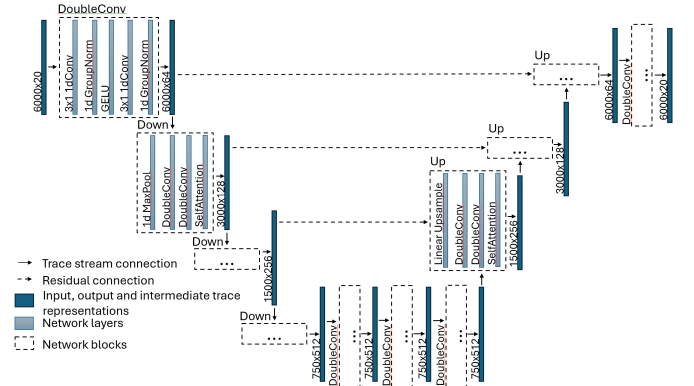 DoubleConv
6000x20
3x1 1dConv
1d GroupNorm
GELU
3x1 1dConv
1d GroupNorm
6000x64
Down
1d MaxPool
DoubleConv
DoubleConv
SelfAttention
3000x128
Down
...
1500x256
Down
...
750x512
DoubleConv
...
750x512
DoubleConv
...
750x512
DoubleConv
...
750x512
Up
Linear Upsample
DoubleConv
DoubleConv
SelfAttention
1500x256
Up
...
3000x128
Up
...
6000x64
DoubleConv
...
6000x20
Trace stream connection
Residual connection
Input, output and intermediate trace
representations
Network layers
Network blocks